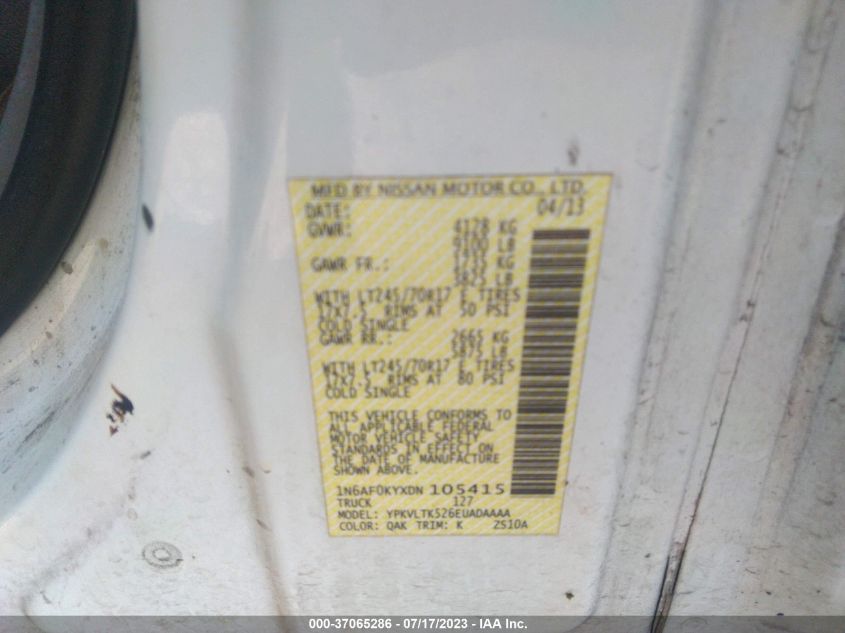 MFD BY NISSAN MOTOR CO., LTD.
DATE: 04/13
GVWR: 4128 KG
9100 LB
GAWR FR.: KG
LB
WITH LT245/70R17 E TIRES
17X7.5 RIMS AT 50 PSI
COLD SINGLE
GAWR RR.: 2665 KG
5875 LB
WITH LT245/70R17 E TIRES
17X7.5 RIMS AT 80 PSI
COLD SINGLE
THIS VEHICLE CONFORMS TO
ALL APPLICABLE FEDERAL
MOTOR VEHICLE SAFETY
STANDARDS IN EFFECT ON
THE DATE OF MANUFACTURE
SHOWN ABOVE.
1N6AF0KYXDN 105415
TRUCK 127
MODEL: YPKVLTK526EUADAAAA
COLOR: QAK TRIM: K ZS10A
000-37065286 - 07/17/2023 - IAA Inc.